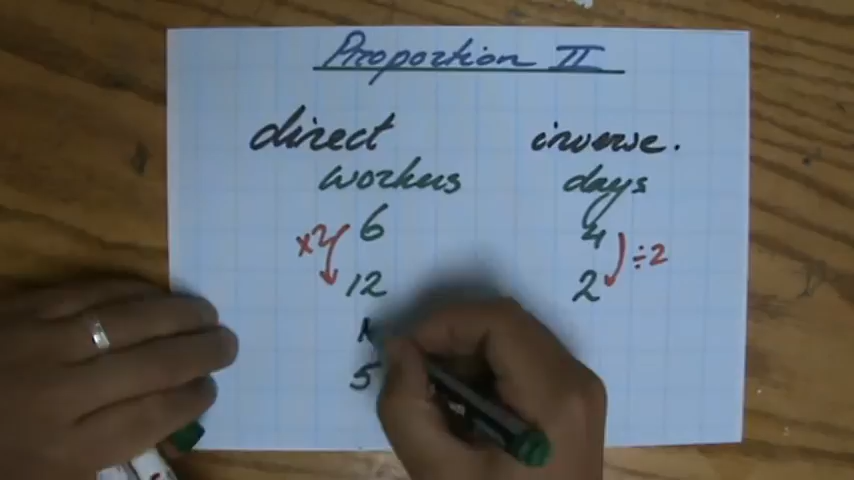 Proportion II
direct inverse.
workers days
x2 6 4 ÷2
12 2
5